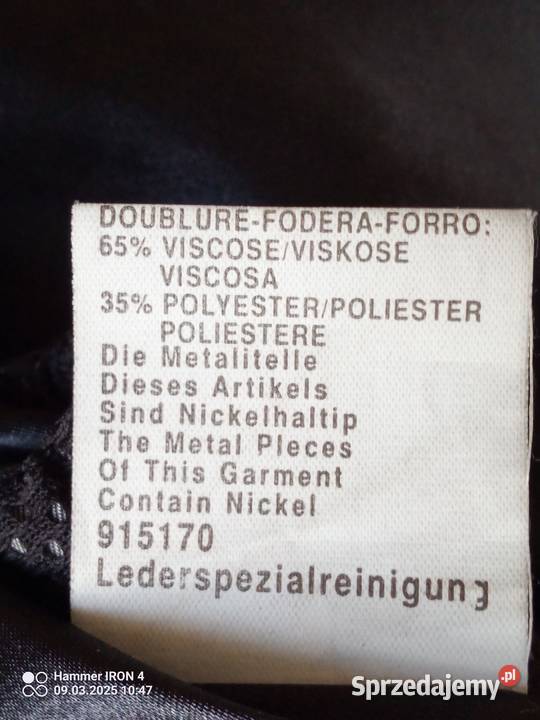 DOUBLURE-FODERA-FORRO:
65% VISCOSE/VISKOSE
VISCOSA
35% POLYESTER/POLIESTER
POLIESTERE
Die Metalitelle
Dieses Artikels
Sind Nickelhaltip
The Metal Pleces
Of This Garment
Contain Nickel
915170
Lederspezialreinigung
Hammer IRON 4
09.03.2025 10:47
Sprzedajemy.pl